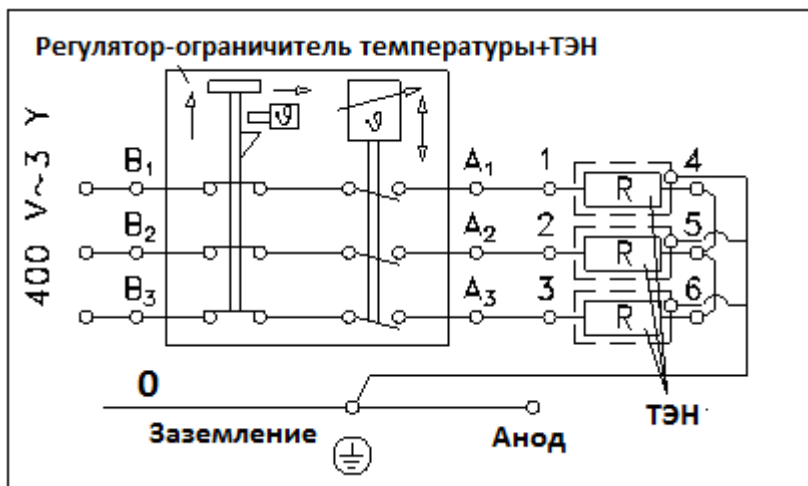 Регулятор-ограничитель температуры+ТЭН
400 V~3 Y
ϑ
ϑ
B1 A1 1 R 4
B2 A2 2 R 5
B3 A3 3 R 6
0
Заземление
Анод
ТЭН